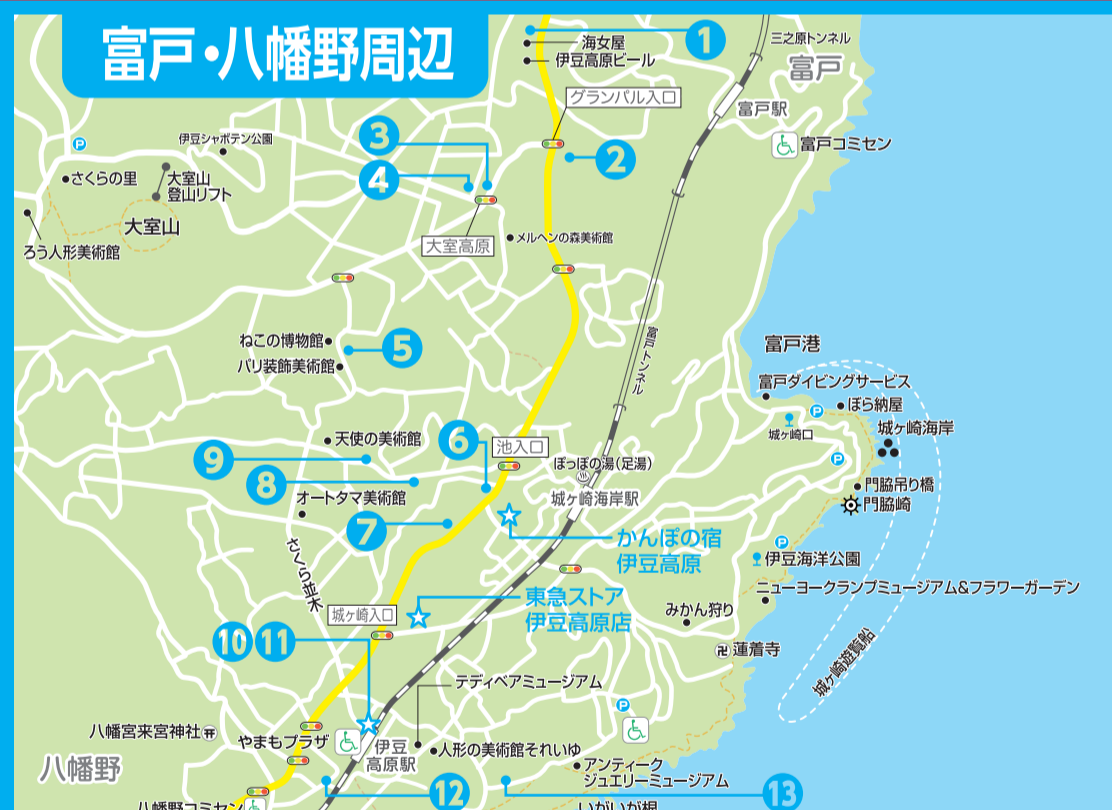 富戸・八幡野周辺
1
海女屋
伊豆高原ビール
三之原トンネル
富戸
グランパル入口
富戸駅
P
伊豆シャボテン公園
3
2
富戸コミセン
さくらの里
大室山
登山リフト
4
大室山
大室高原
メルヘンの森美術館
ろう人形美術館
ねこの博物館
5
バリ装飾美術館
富戸トンネル
富戸港
富戸ダイビングサービス
P
ぼら納屋
城ヶ崎口
城ヶ崎海岸
天使の美術館
6
池入口
9
8
ぽっぽの湯(足湯)
P
オートタマ美術館
城ヶ崎海岸駅
門脇吊り橋
門脇崎
7
かんぽの宿
伊豆高原
さくら並木
P
伊豆海洋公園
ニューヨークランプミュージアム&フラワーガーデン
東急ストア
伊豆高原店
みかん狩り
城ヶ崎入口
10 11
卍 蓮着寺
城ヶ崎遊覧船
テディベアミュージアム
P
八幡宮来宮神社
やまもプラザ
伊豆
高原駅
人形の美術館それいゆ
八幡野
アンティーク
ジュエリーミュージアム
12
13
八幡野コミセン
いがいが根